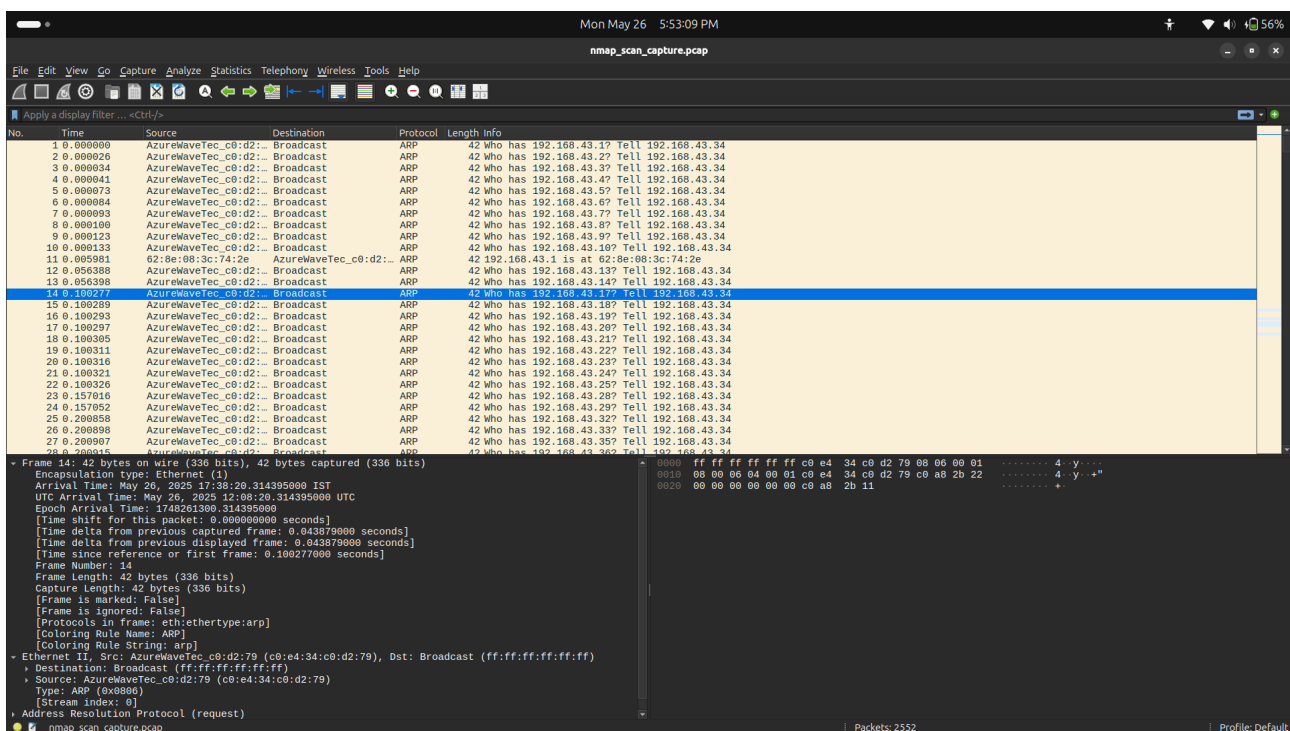 Mon May 26 5:53:09 PM
56%
nmap_scan_capture.pcap
File Edit View Go Capture Analyze Statistics Telephony Wireless Tools Help
Apply a display filter … <Ctrl-/>
No. Time Source Destination Protocol Length Info
1 0.000000 AzureWaveTec_c0:d2:… Broadcast ARP 42 Who has 192.168.43.1? Tell 192.168.43.34
2 0.000026 AzureWaveTec_c0:d2:… Broadcast ARP 42 Who has 192.168.43.2? Tell 192.168.43.34
3 0.000034 AzureWaveTec_c0:d2:… Broadcast ARP 42 Who has 192.168.43.3? Tell 192.168.43.34
4 0.000041 AzureWaveTec_c0:d2:… Broadcast ARP 42 Who has 192.168.43.4? Tell 192.168.43.34
5 0.000073 AzureWaveTec_c0:d2:… Broadcast ARP 42 Who has 192.168.43.5? Tell 192.168.43.34
6 0.000084 AzureWaveTec_c0:d2:… Broadcast ARP 42 Who has 192.168.43.6? Tell 192.168.43.34
7 0.000093 AzureWaveTec_c0:d2:… Broadcast ARP 42 Who has 192.168.43.7? Tell 192.168.43.34
8 0.000100 AzureWaveTec_c0:d2:… Broadcast ARP 42 Who has 192.168.43.8? Tell 192.168.43.34
9 0.000123 AzureWaveTec_c0:d2:… Broadcast ARP 42 Who has 192.168.43.9? Tell 192.168.43.34
10 0.000133 AzureWaveTec_c0:d2:… Broadcast ARP 42 Who has 192.168.43.10? Tell 192.168.43.34
11 0.005981 62:8e:08:3c:74:2e AzureWaveTec_c0:d2:… ARP 42 192.168.43.1 is at 62:8e:08:3c:74:2e
12 0.056388 AzureWaveTec_c0:d2:… Broadcast ARP 42 Who has 192.168.43.13? Tell 192.168.43.34
13 0.056398 AzureWaveTec_c0:d2:… Broadcast ARP 42 Who has 192.168.43.14? Tell 192.168.43.34
14 0.100277 AzureWaveTec_c0:d2:… Broadcast ARP 42 Who has 192.168.43.17? Tell 192.168.43.34
15 0.100289 AzureWaveTec_c0:d2:… Broadcast ARP 42 Who has 192.168.43.18? Tell 192.168.43.34
16 0.100293 AzureWaveTec_c0:d2:… Broadcast ARP 42 Who has 192.168.43.19? Tell 192.168.43.34
17 0.100297 AzureWaveTec_c0:d2:… Broadcast ARP 42 Who has 192.168.43.20? Tell 192.168.43.34
18 0.100305 AzureWaveTec_c0:d2:… Broadcast ARP 42 Who has 192.168.43.21? Tell 192.168.43.34
19 0.100311 AzureWaveTec_c0:d2:… Broadcast ARP 42 Who has 192.168.43.22? Tell 192.168.43.34
20 0.100316 AzureWaveTec_c0:d2:… Broadcast ARP 42 Who has 192.168.43.23? Tell 192.168.43.34
21 0.100321 AzureWaveTec_c0:d2:… Broadcast ARP 42 Who has 192.168.43.24? Tell 192.168.43.34
22 0.100326 AzureWaveTec_c0:d2:… Broadcast ARP 42 Who has 192.168.43.25? Tell 192.168.43.34
23 0.157016 AzureWaveTec_c0:d2:… Broadcast ARP 42 Who has 192.168.43.28? Tell 192.168.43.34
24 0.157052 AzureWaveTec_c0:d2:… Broadcast ARP 42 Who has 192.168.43.29? Tell 192.168.43.34
25 0.200858 AzureWaveTec_c0:d2:… Broadcast ARP 42 Who has 192.168.43.32? Tell 192.168.43.34
26 0.200898 AzureWaveTec_c0:d2:… Broadcast ARP 42 Who has 192.168.43.33? Tell 192.168.43.34
27 0.200907 AzureWaveTec_c0:d2:… Broadcast ARP 42 Who has 192.168.43.35? Tell 192.168.43.34
28 0.200915 AzureWaveTec_c0:d2:… Broadcast ARP 42 Who has 192.168.43.36? Tell 192.168.43.34
Frame 14: 42 bytes on wire (336 bits), 42 bytes captured (336 bits)
Encapsulation type: Ethernet (1)
Arrival Time: May 26, 2025 17:38:20.314395000 IST
UTC Arrival Time: May 26, 2025 12:08:20.314395000 UTC
Epoch Arrival Time: 1748261300.314395000
[Time shift for this packet: 0.000000000 seconds]
[Time delta from previous captured frame: 0.043879000 seconds]
[Time delta from previous displayed frame: 0.043879000 seconds]
[Time since reference or first frame: 0.100277000 seconds]
Frame Number: 14
Frame Length: 42 bytes (336 bits)
Capture Length: 42 bytes (336 bits)
[Frame is marked: False]
[Frame is ignored: False]
[Protocols in frame: eth:ethertype:arp]
[Coloring Rule Name: ARP]
[Coloring Rule String: arp]
Ethernet II, Src: AzureWaveTec_c0:d2:79 (c0:e4:34:c0:d2:79), Dst: Broadcast (ff:ff:ff:ff:ff:ff)
Destination: Broadcast (ff:ff:ff:ff:ff:ff)
Source: AzureWaveTec_c0:d2:79 (c0:e4:34:c0:d2:79)
Type: ARP (0x0806)
[Stream index: 0]
Address Resolution Protocol (request)
0000 ff ff ff ff ff ff c0 e4 34 c0 d2 79 08 06 00 01 ········ 4··y····
0010 08 00 06 04 00 01 c0 e4 34 c0 d2 79 c0 a8 2b 22 ········ 4··y··+"
0020 00 00 00 00 00 00 c0 a8 2b 11 ········ +·
nmap_scan_capture.pcap
Packets: 2552
Profile: Default